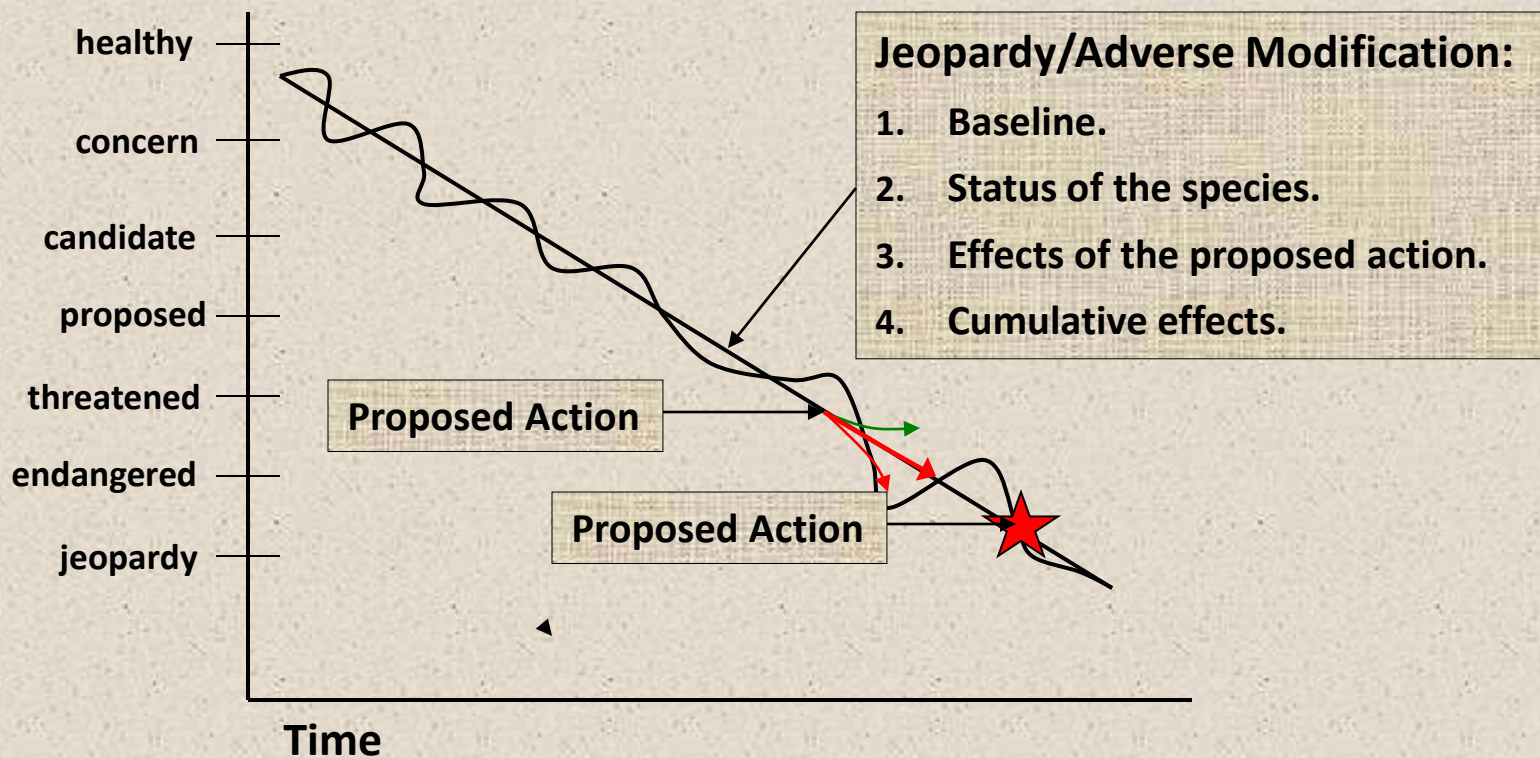 healthy
concern
candidate
proposed
threatened
endangered
jeopardy
Jeopardy/Adverse Modification:
1. Baseline.
2. Status of the species.
3. Effects of the proposed action.
4. Cumulative effects.
Proposed Action
Proposed Action
Time